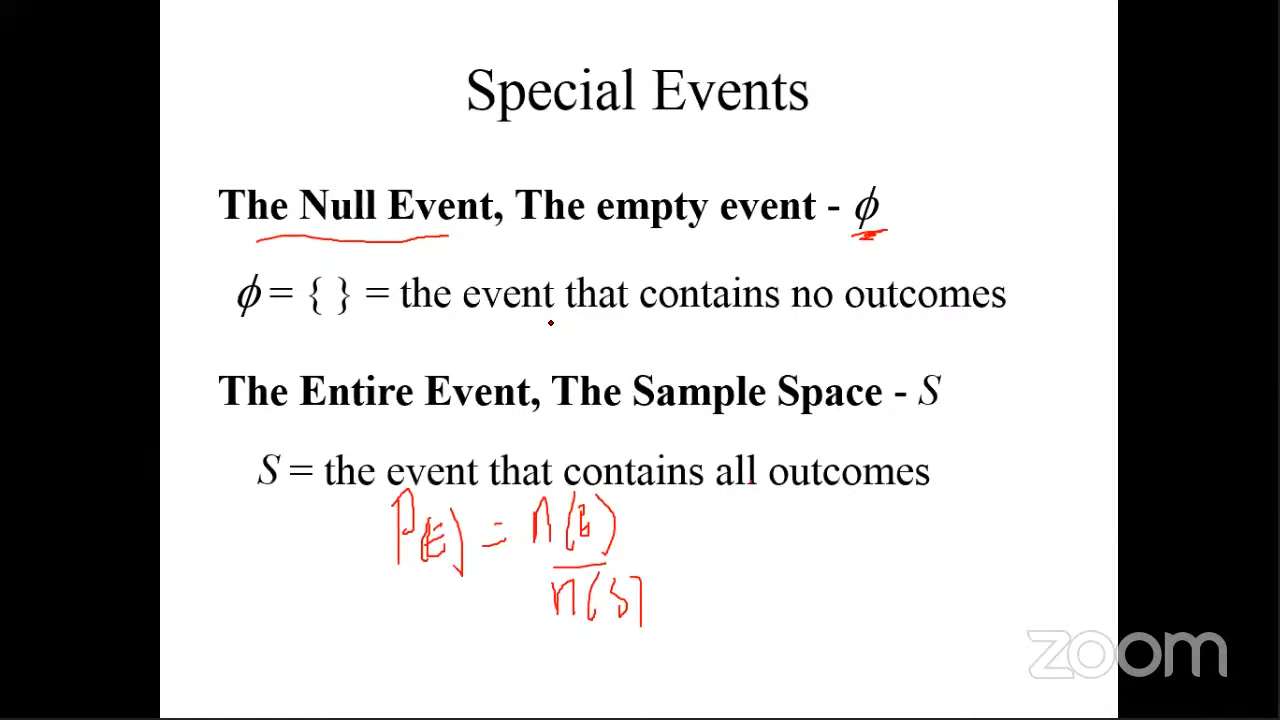 Special Events
The Null Event, The empty event - ϕ
ϕ = { } = the event that contains no outcomes
The Entire Event, The Sample Space - S
S = the event that contains all outcomes
P(E) = n(E)
n(S)
zoom